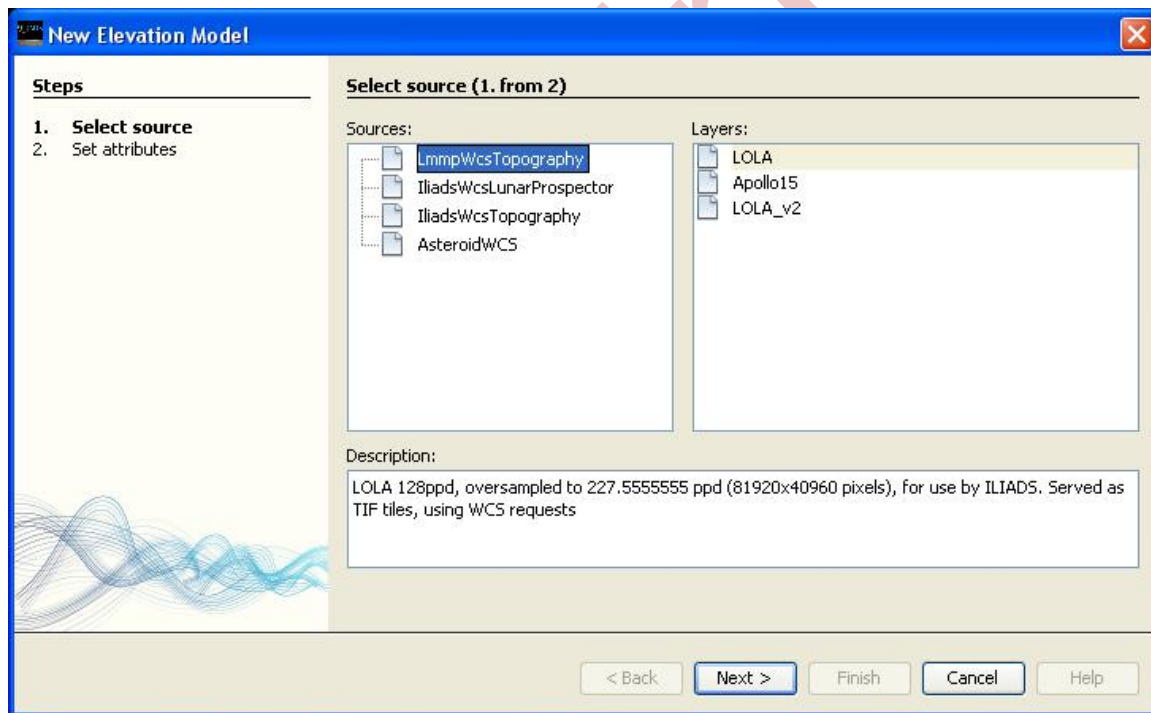 New Elevation Model
Steps
1. Select source
2. Set attributes
Select source (1. from 2)
Sources:
LmmpWcsTopography
IliadsWcsLunarProspector
IliadsWcsTopography
AsteroidWCS
Layers:
LOLA
Apollo15
LOLA_v2
Description:
LOLA 128ppd, oversampled to 227.5555555 ppd (81920x40960 pixels), for use by ILIADS. Served as
TIF tiles, using WCS requests
< Back
Next >
Finish
Cancel
Help